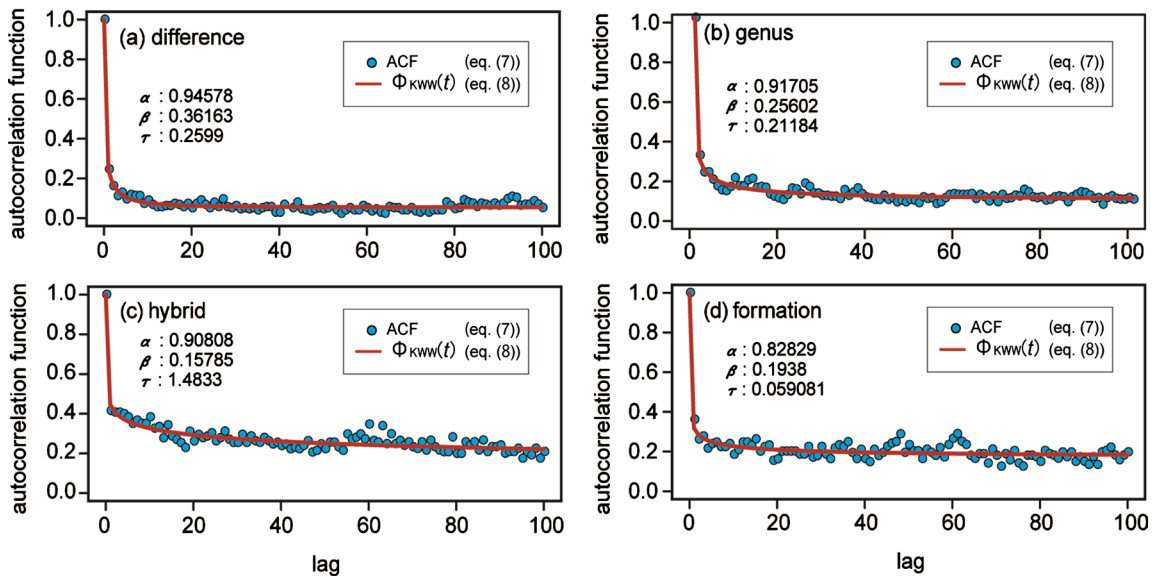 autocorrelation function
1.0
0.8
0.6
0.4
0.2
0.0
(a) difference
α : 0.94578
β : 0.36163
τ : 0.2599
ACF (eq. (7))
ΦKWW(t) (eq. (8))
0 20 40 60 80 100
autocorrelation function
1.0
0.8
0.6
0.4
0.2
0.0
(b) genus
α : 0.91705
β : 0.25602
τ : 0.21184
ACF (eq. (7))
ΦKWW(t) (eq. (8))
0 20 40 60 80 100
autocorrelation function
1.0
0.8
0.6
0.4
0.2
0.0
(c) hybrid
α : 0.90808
β : 0.15785
τ : 1.4833
ACF (eq. (7))
ΦKWW(t) (eq. (8))
0 20 40 60 80 100
lag
autocorrelation function
1.0
0.8
0.6
0.4
0.2
0.0
(d) formation
α : 0.82829
β : 0.1938
τ : 0.059081
ACF (eq. (7))
ΦKWW(t) (eq. (8))
0 20 40 60 80 100
lag